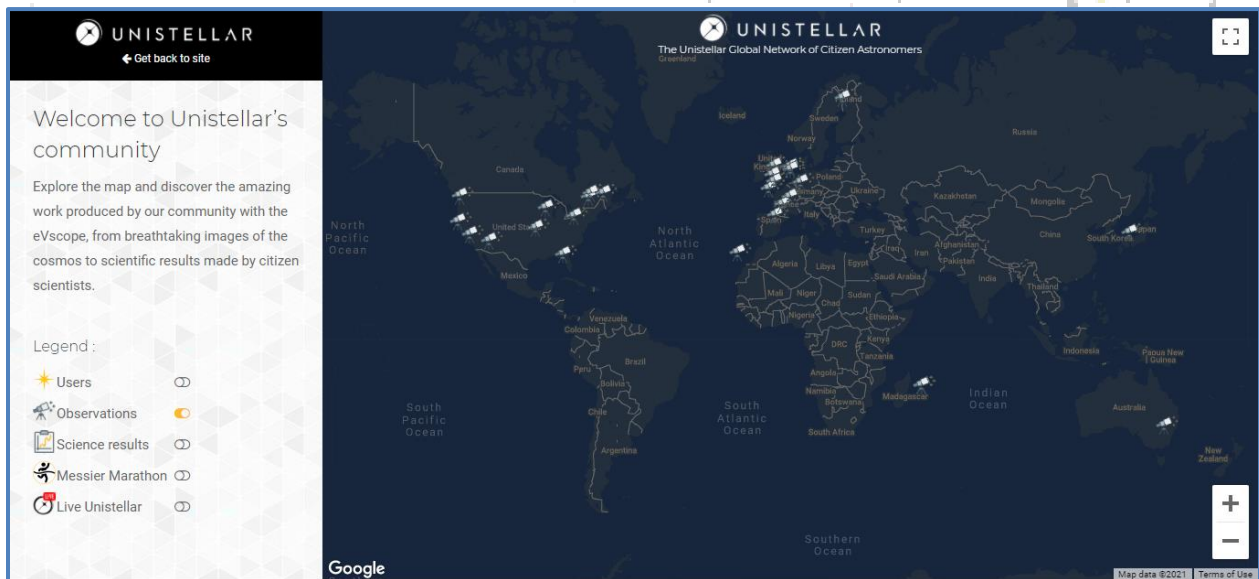 UNISTELLAR
Get back to site
Welcome to Unistellar's
community
Explore the map and discover the amazing
work produced by our community with the
eVscope, from breathtaking images of the
cosmos to scientific results made by citizen
scientists.
Legend :
Users
Observations
Science results
Messier Marathon
Live Unistellar
UNISTELLAR
The Unistellar Global Network of Citizen Astronomers
Greenland
Iceland
Sweden
Norway
Russia
Canada
Poland
Ukraine
Kazakhstan
Mongolia
North
Pacific
Ocean
United
North
Atlantic
Ocean
Spain
Italy
Turkey
China
South Korea
Iraq
Iran
Afghanistan
Pakistan
Algeria
Libya
Egypt
Saudi Arabia
India
Mexico
Mali
Niger
Chad
Sudan
Thailand
Nigeria
Ethiopia
Venezuela
Colombia
DRC
Kenya
Tanzania
Indonesia
Papua New
Guinea
Brazil
Peru
Bolivia
Angola
Namibia
Botswana
Madagascar
Indian
Ocean
Australia
South
Pacific
Ocean
Chile
South
Atlantic
Ocean
South Africa
Argentina
New
Zealand
Southern
Ocean
Google
Map data ©2021
Terms of Use